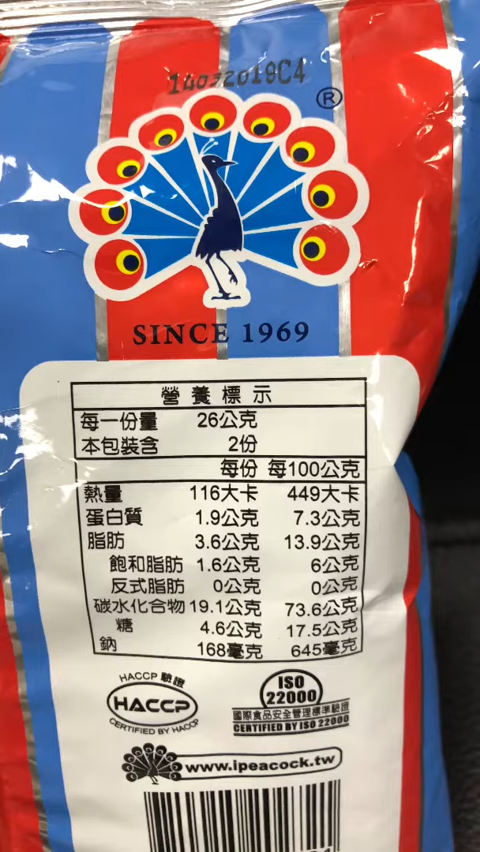 14032019C4
®
SINCE 1969
營養標示
每一份量 26公克
本包裝含 2份
每份 每100公克
熱量 116大卡 449大卡
蛋白質 1.9公克 7.3公克
脂肪 3.6公克 13.9公克
飽和脂肪 1.6公克 6公克
反式脂肪 0公克 0公克
碳水化合物 19.1公克 73.6公克
糖 4.6公克 17.5公克
鈉 168毫克 645毫克
HACCP 驗證
HACCP
CERTIFIED BY HACCP
ISO
22000
國際食品安全管理標準驗證
CERTIFIED BY ISO 22000
www.ipeacock.tw